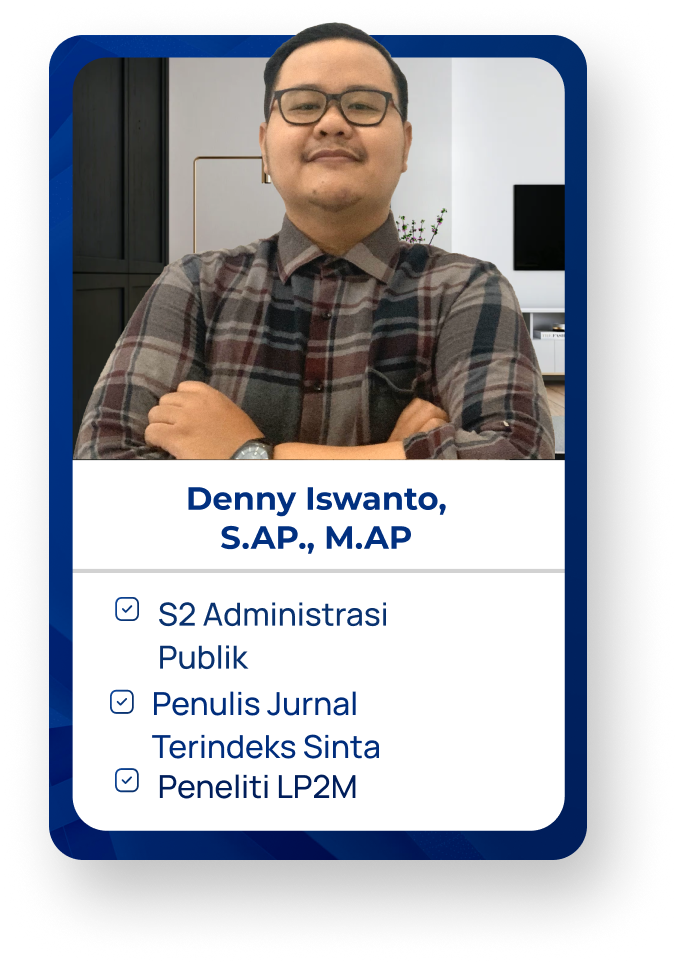 Denny Iswanto,
S.AP., M.AP
S2 Administrasi
Publik
Penulis Jurnal
Terindeks Sinta
Peneliti LP2M